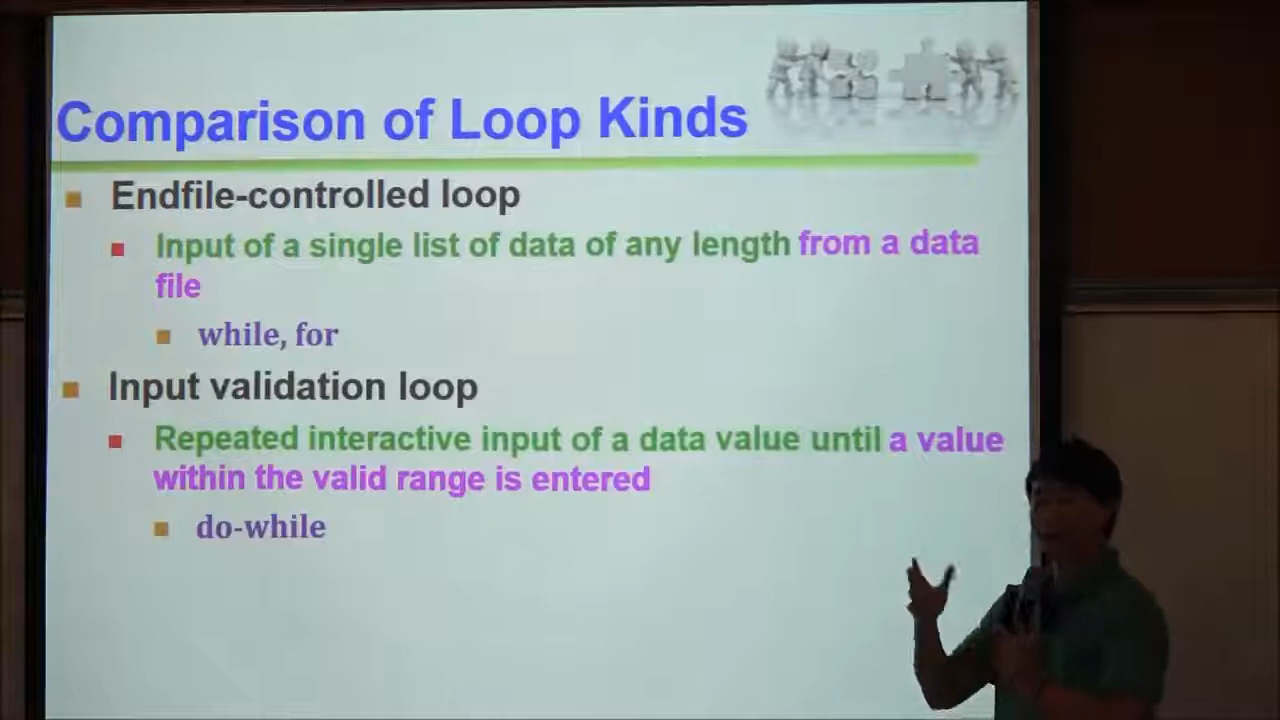 Comparison of Loop Kinds
Endfile-controlled loop
Input of a single list of data of any length from a data
file
while, for
Input validation loop
Repeated interactive input of a data value until a value
within the valid range is entered
do-while